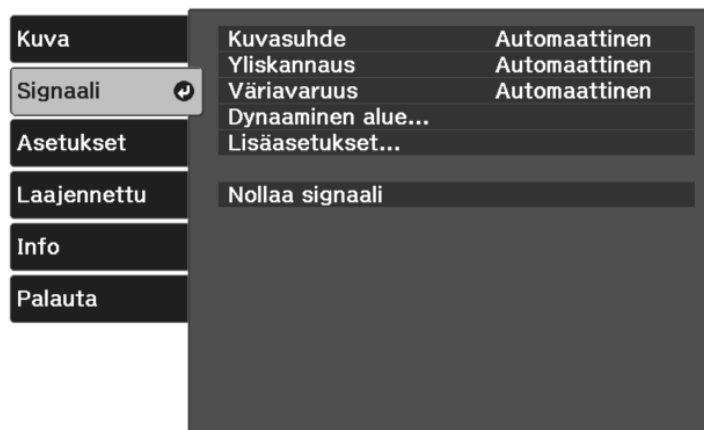 Kuva
Signaali
Asetukset
Laajennettu
Info
Palauta
Kuvasuhde Automaattinen
Yliskannaus Automaattinen
Väriavaruus Automaattinen
Dynaaminen alue...
Lisäasetukset...
Nollaa signaali